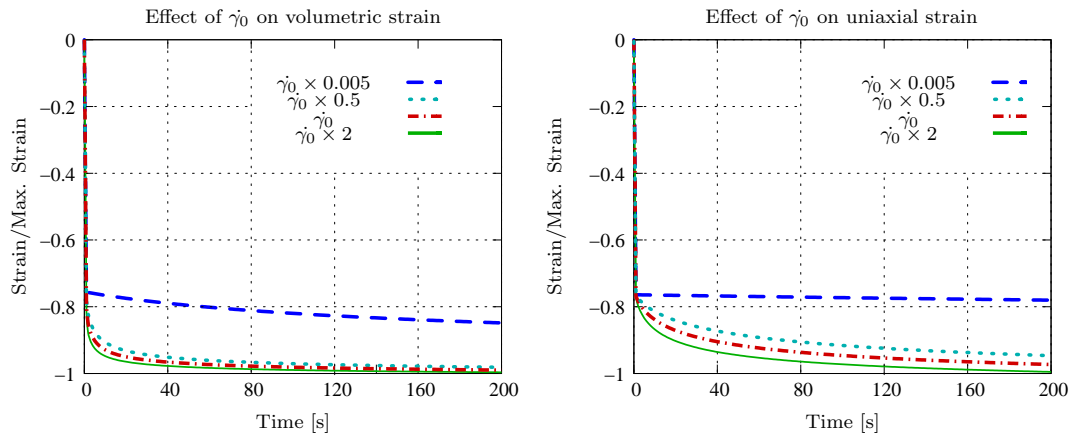 Effect of γ̇₀ on volumetric strain
0
−0.2
−0.4
−0.6
−0.8
−1
0 40 80 120 160 200
Strain/Max. Strain
Time [s]
γ̇₀ × 0.005
γ̇₀ × 0.5
γ̇₀
γ̇₀ × 2
Effect of γ̇₀ on uniaxial strain
0
−0.2
−0.4
−0.6
−0.8
−1
0 40 80 120 160 200
Strain/Max. Strain
Time [s]
γ̇₀ × 0.005
γ̇₀ × 0.5
γ̇₀
γ̇₀ × 2